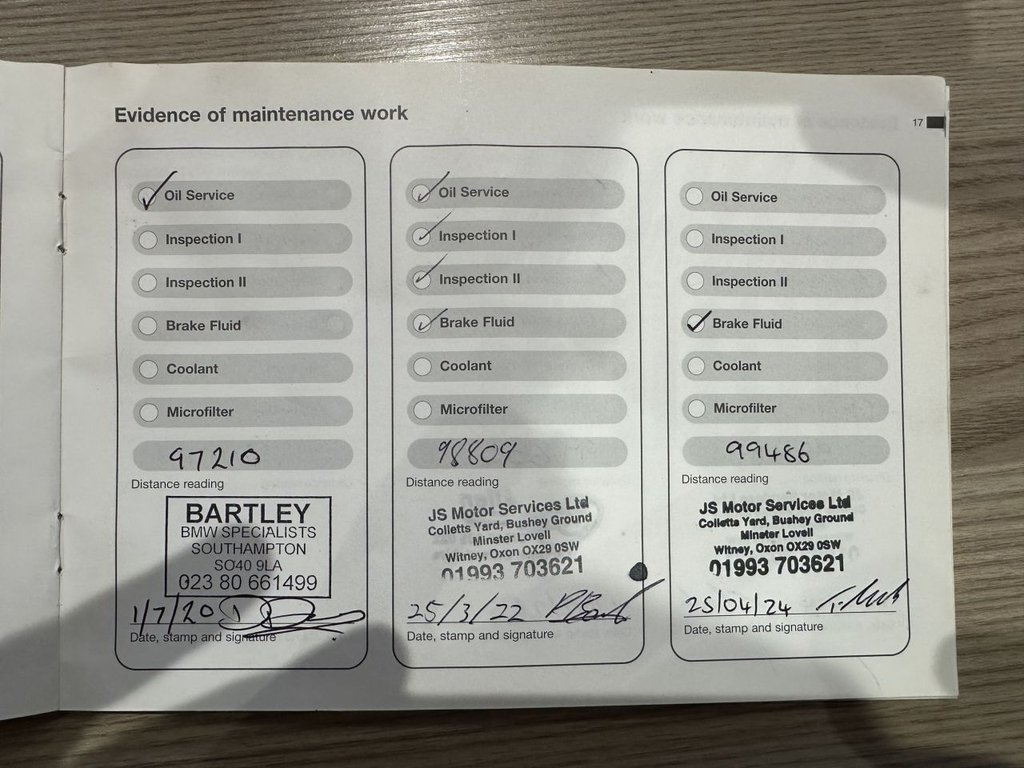 Evidence of maintenance work
17
Oil Service
Inspection I
Inspection II
Brake Fluid
Coolant
Microfilter
97210
Distance reading
BARTLEY
BMW SPECIALISTS
SOUTHAMPTON
SO40 9LA
023 80 661499
1/7/20
Date, stamp and signature
Oil Service
Inspection I
Inspection II
Brake Fluid
Coolant
Microfilter
98809
Distance reading
JS Motor Services Ltd
Colletts Yard, Bushey Ground
Minster Lovell
Witney, Oxon OX29 0SW
01993 703621
25/3/22
Date, stamp and signature
Oil Service
Inspection I
Inspection II
Brake Fluid
Coolant
Microfilter
99486
Distance reading
JS Motor Services Ltd
Colletts Yard, Bushey Ground
Minster Lovell
Witney, Oxon OX29 0SW
01993 703621
25/04/24
Date, stamp and signature